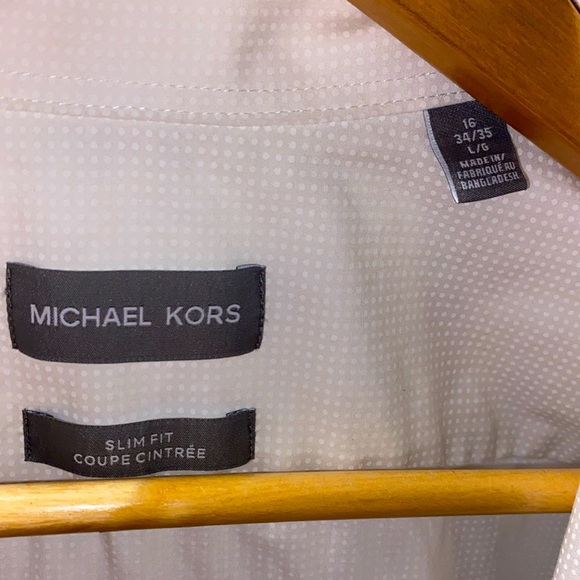 16
34/35
L/G
MADE IN/
FABRIQUÉ AU
BANGLADESH
MICHAEL KORS
SLIM FIT
COUPE CINTRÉE